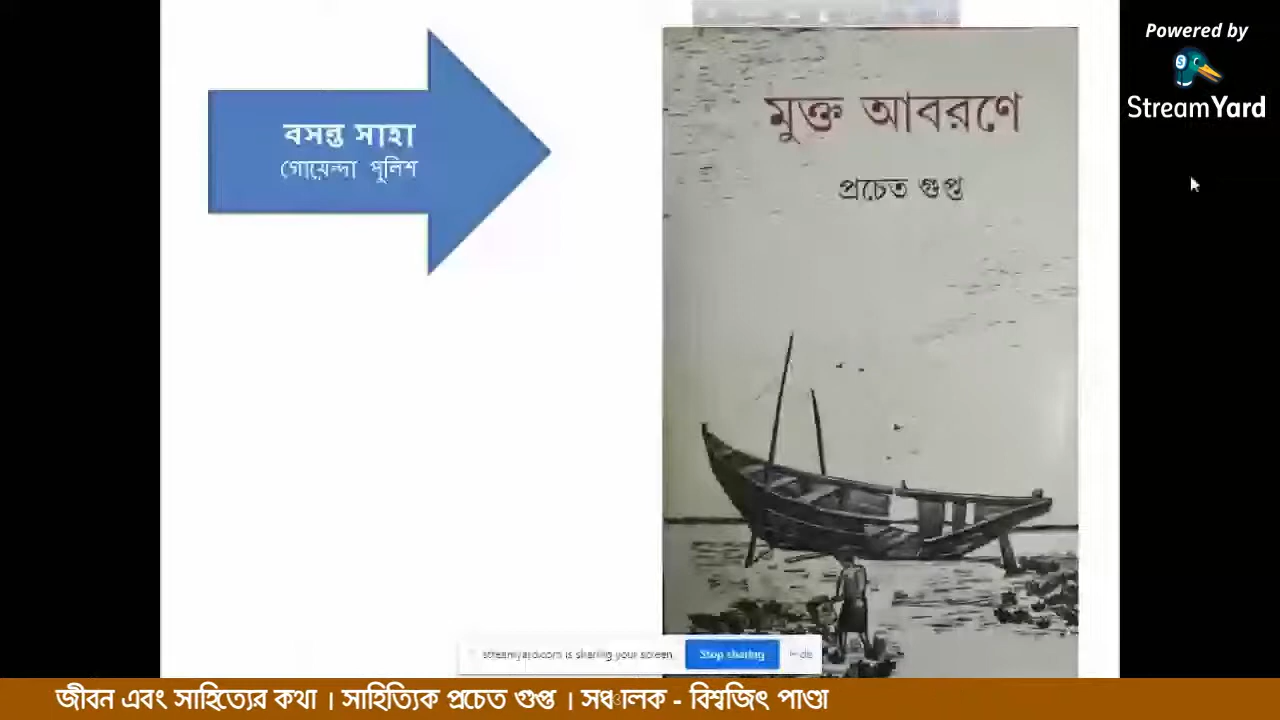 Powered by
StreamYard
বসন্ত সাহা
গোয়েন্দা পুলিশ
মুক্ত আবরণে
প্রচেত গুপ্ত
streamyard.com is sharing your screen.
Stop sharing
Hide
জীবন এবং সাহিত্যের কথা । সাহিত্যিক প্রচেত গুপ্ত । সঞ্চালক - বিশ্বজিৎ পাণ্ডা